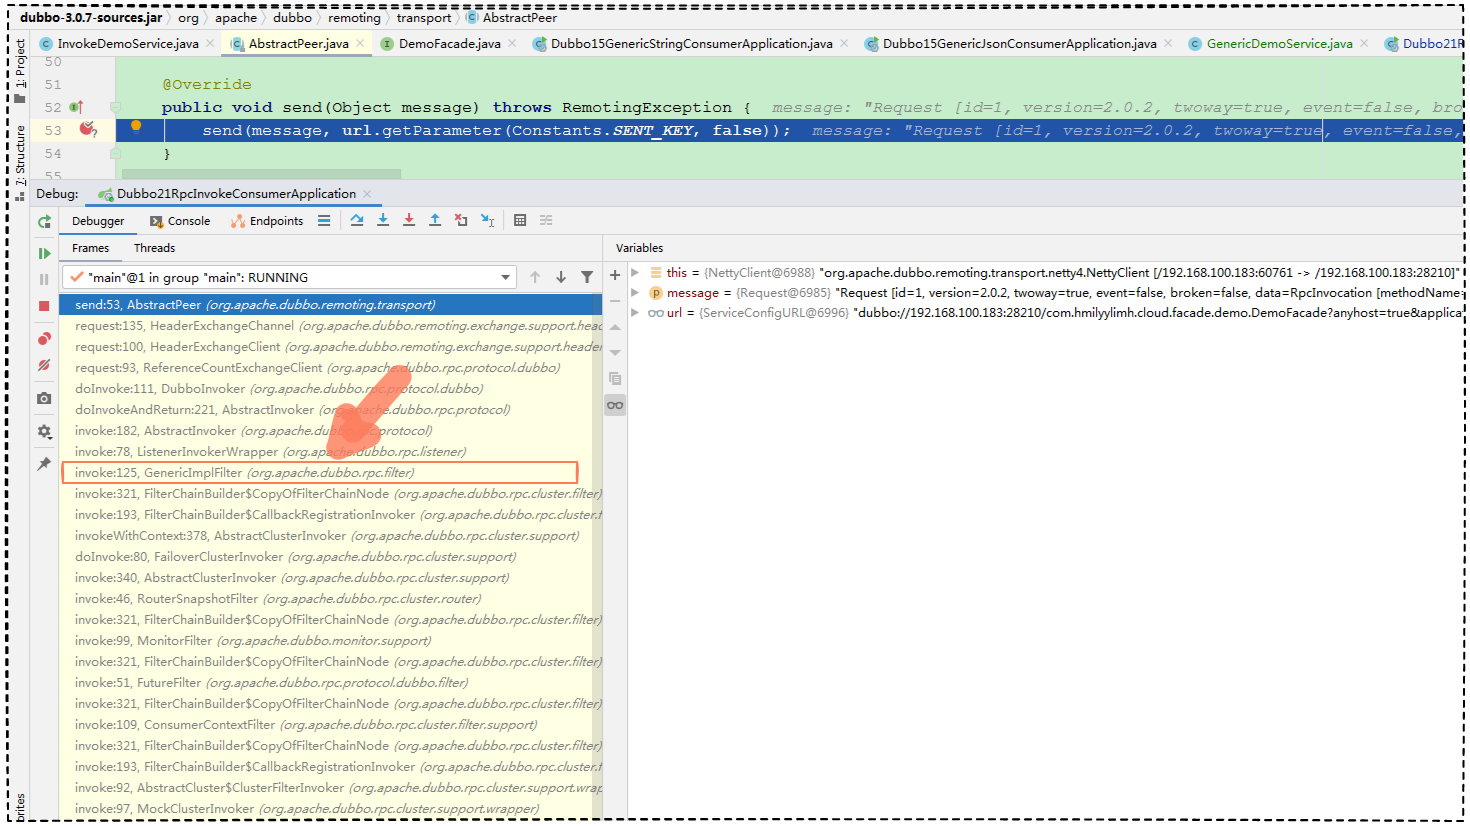 dubbo-3.0.7-sources.jar org apache dubbo remoting transport AbstractPeer
InvokeDemoService.java AbstractPeer.java DemoFacade.java Dubbo15GenericStringConsumerApplication.java Dubbo15GenericJsonConsumerApplication.java GenericDemoService.java Dubbo21R
1: Project
7: Structure
50
51 @Override
52 public void send(Object message) throws RemotingException { message: "Request [id=1, version=2.0.2, twoway=true, event=false, bro
53 send(message, url.getParameter(Constants.SENT_KEY, false)); message: "Request [id=1, version=2.0.2, twoway=true, event=false,
54 }
55
Debug: Dubbo21RpcInvokeConsumerApplication
Debugger Console Endpoints
Frames Threads
Variables
"main"@1 in group "main": RUNNING
send:53, AbstractPeer (org.apache.dubbo.remoting.transport)
request:135, HeaderExchangeChannel (org.apache.dubbo.remoting.exchange.support.head
request:100, HeaderExchangeClient (org.apache.dubbo.remoting.exchange.support.header
request:93, ReferenceCountExchangeClient (org.apache.dubbo.rpc.protocol.dubbo)
doInvoke:111, DubboInvoker (org.apache.dubbo.rpc.protocol.dubbo)
doInvokeAndReturn:221, AbstractInvoker (org.apache.dubbo.rpc.protocol)
invoke:182, AbstractInvoker (org.apache.dubbo.rpc.protocol)
invoke:78, ListenerInvokerWrapper (org.apache.dubbo.rpc.listener)
invoke:125, GenericImplFilter (org.apache.dubbo.rpc.filter)
invoke:321, FilterChainBuilder$CopyOfFilterChainNode (org.apache.dubbo.rpc.cluster.filter)
invoke:193, FilterChainBuilder$CallbackRegistrationInvoker (org.apache.dubbo.rpc.cluster.f
invokeWithContext:378, AbstractClusterInvoker (org.apache.dubbo.rpc.cluster.support)
doInvoke:80, FailoverClusterInvoker (org.apache.dubbo.rpc.cluster.support)
invoke:340, AbstractClusterInvoker (org.apache.dubbo.rpc.cluster.support)
invoke:46, RouterSnapshotFilter (org.apache.dubbo.rpc.cluster.router)
invoke:321, FilterChainBuilder$CopyOfFilterChainNode (org.apache.dubbo.rpc.cluster.filter)
invoke:99, MonitorFilter (org.apache.dubbo.monitor.support)
invoke:321, FilterChainBuilder$CopyOfFilterChainNode (org.apache.dubbo.rpc.cluster.filter)
invoke:51, FutureFilter (org.apache.dubbo.rpc.protocol.dubbo.filter)
invoke:321, FilterChainBuilder$CopyOfFilterChainNode (org.apache.dubbo.rpc.cluster.filter)
invoke:109, ConsumerContextFilter (org.apache.dubbo.rpc.cluster.filter.support)
invoke:321, FilterChainBuilder$CopyOfFilterChainNode (org.apache.dubbo.rpc.cluster.filter)
invoke:193, FilterChainBuilder$CallbackRegistrationInvoker (org.apache.dubbo.rpc.cluster.f
invoke:92, AbstractCluster$ClusterFilterInvoker (org.apache.dubbo.rpc.cluster.support.wrap
invoke:97, MockClusterInvoker (org.apache.dubbo.rpc.cluster.support.wrapper)
this = {NettyClient@6988} "org.apache.dubbo.remoting.transport.netty4.NettyClient [/192.168.100.183:60761 -> /192.168.100.183:28210]"
message = {Request@6985} "Request [id=1, version=2.0.2, twoway=true, event=false, broken=false, data=RpcInvocation [methodName=
url = {ServiceConfigURL@6996} "dubbo://192.168.100.183:28210/com.hmilyylimh.cloud.facade.demo.DemoFacade?anyhost=true&applica
orites